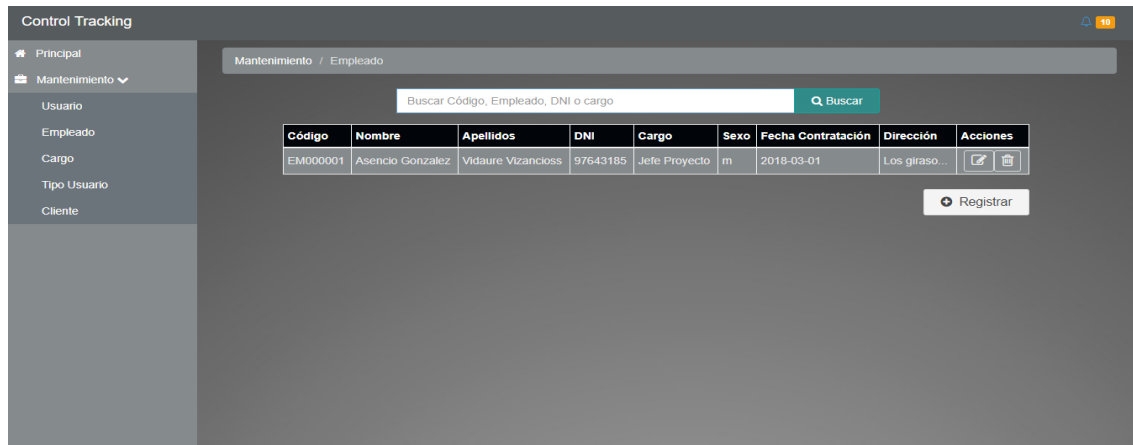 Control Tracking
10
Principal
Mantenimiento
Usuario
Empleado
Cargo
Tipo Usuario
Cliente
Mantenimiento / Empleado
Buscar Código, Empleado, DNI o cargo
Buscar
Código Nombre Apellidos DNI Cargo Sexo Fecha Contratación Dirección Acciones
EM000001 Asencio Gonzalez Vidaure Vizancioss 97643185 Jefe Proyecto m 2018-03-01 Los giraso...
Registrar